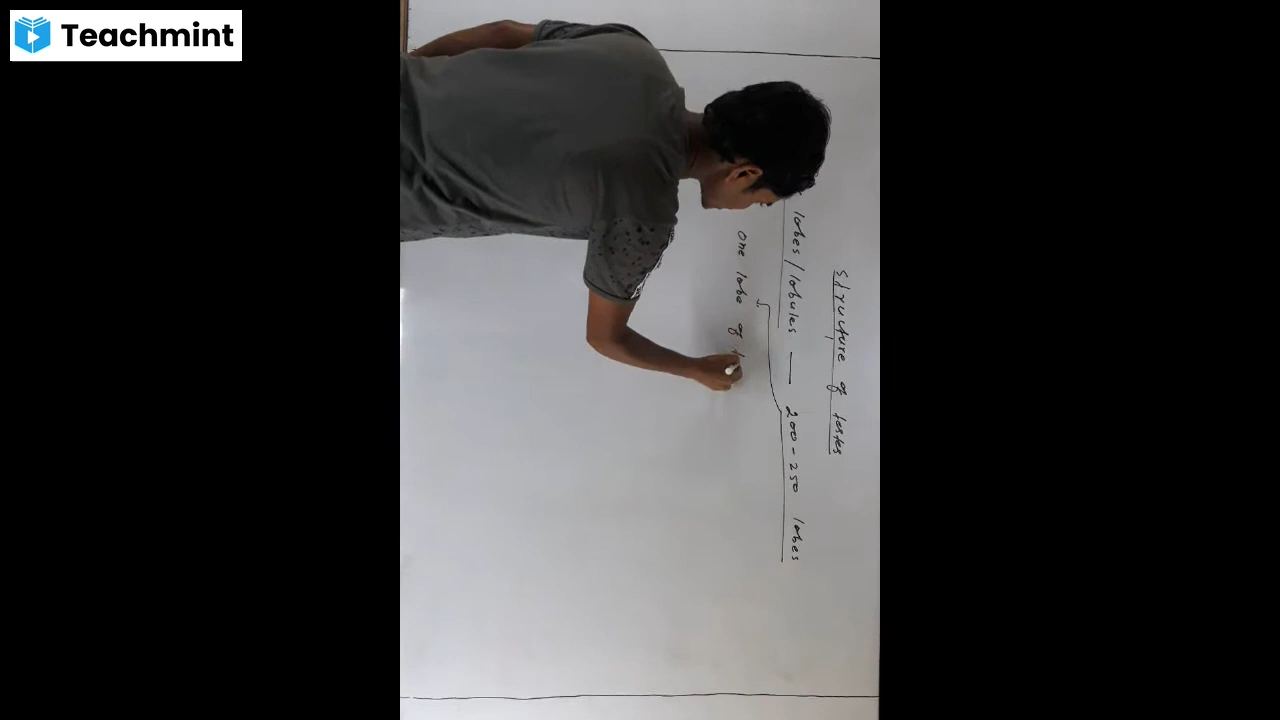 Teachmint
structure of testes
lobes/lobules — 200-250 lobes
one lobe of